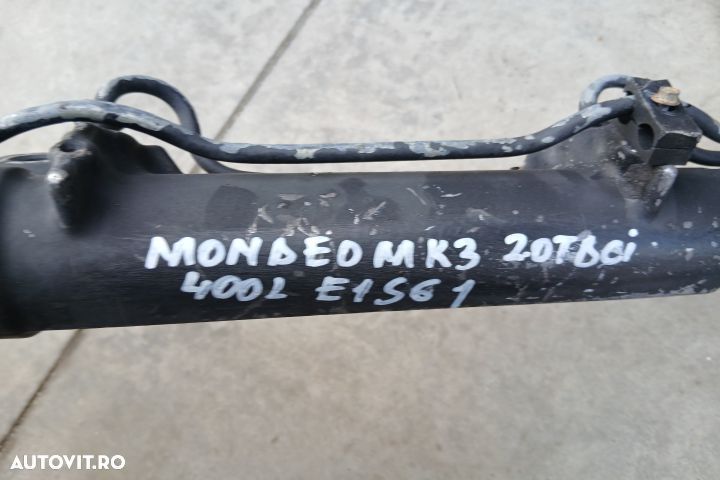 MONDEO MK3 20TDCi
400L E1S61
AUTOVIT.RO